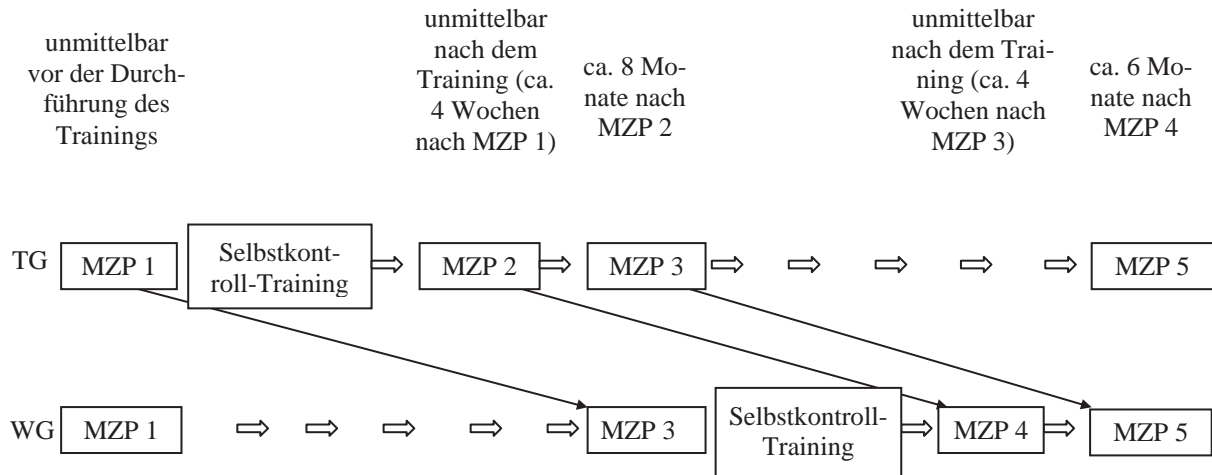 unmittelbar
vor der Durch-
führung des
Trainings
unmittelbar
nach dem
Training (ca.
4 Wochen
nach MZP 1)
ca. 8 Mo-
nate nach
MZP 2
unmittelbar
nach dem Trai-
ning (ca. 4
Wochen nach
MZP 3)
ca. 6 Mo-
nate nach
MZP 4
TG
MZP 1
Selbstkont-
roll-Training
MZP 2
MZP 3
MZP 5
WG
MZP 1
MZP 3
Selbstkontroll-
Training
MZP 4
MZP 5